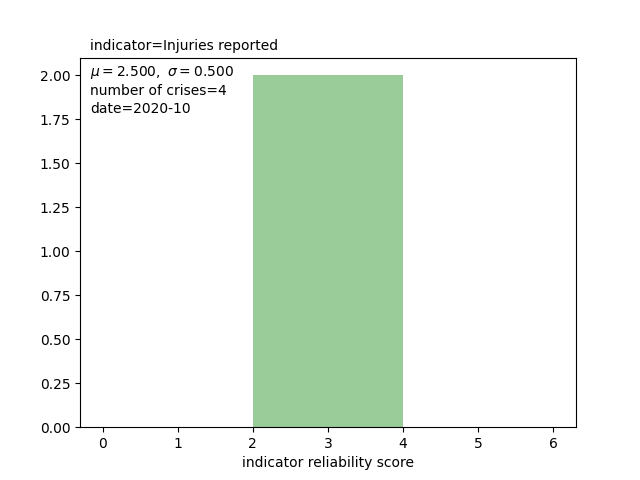 indicator=Injuries reported
μ = 2.500, σ = 0.500
number of crises=4
date=2020-10
2.00
1.75
1.50
1.25
1.00
0.75
0.50
0.25
0.00
0 1 2 3 4 5 6
indicator reliability score